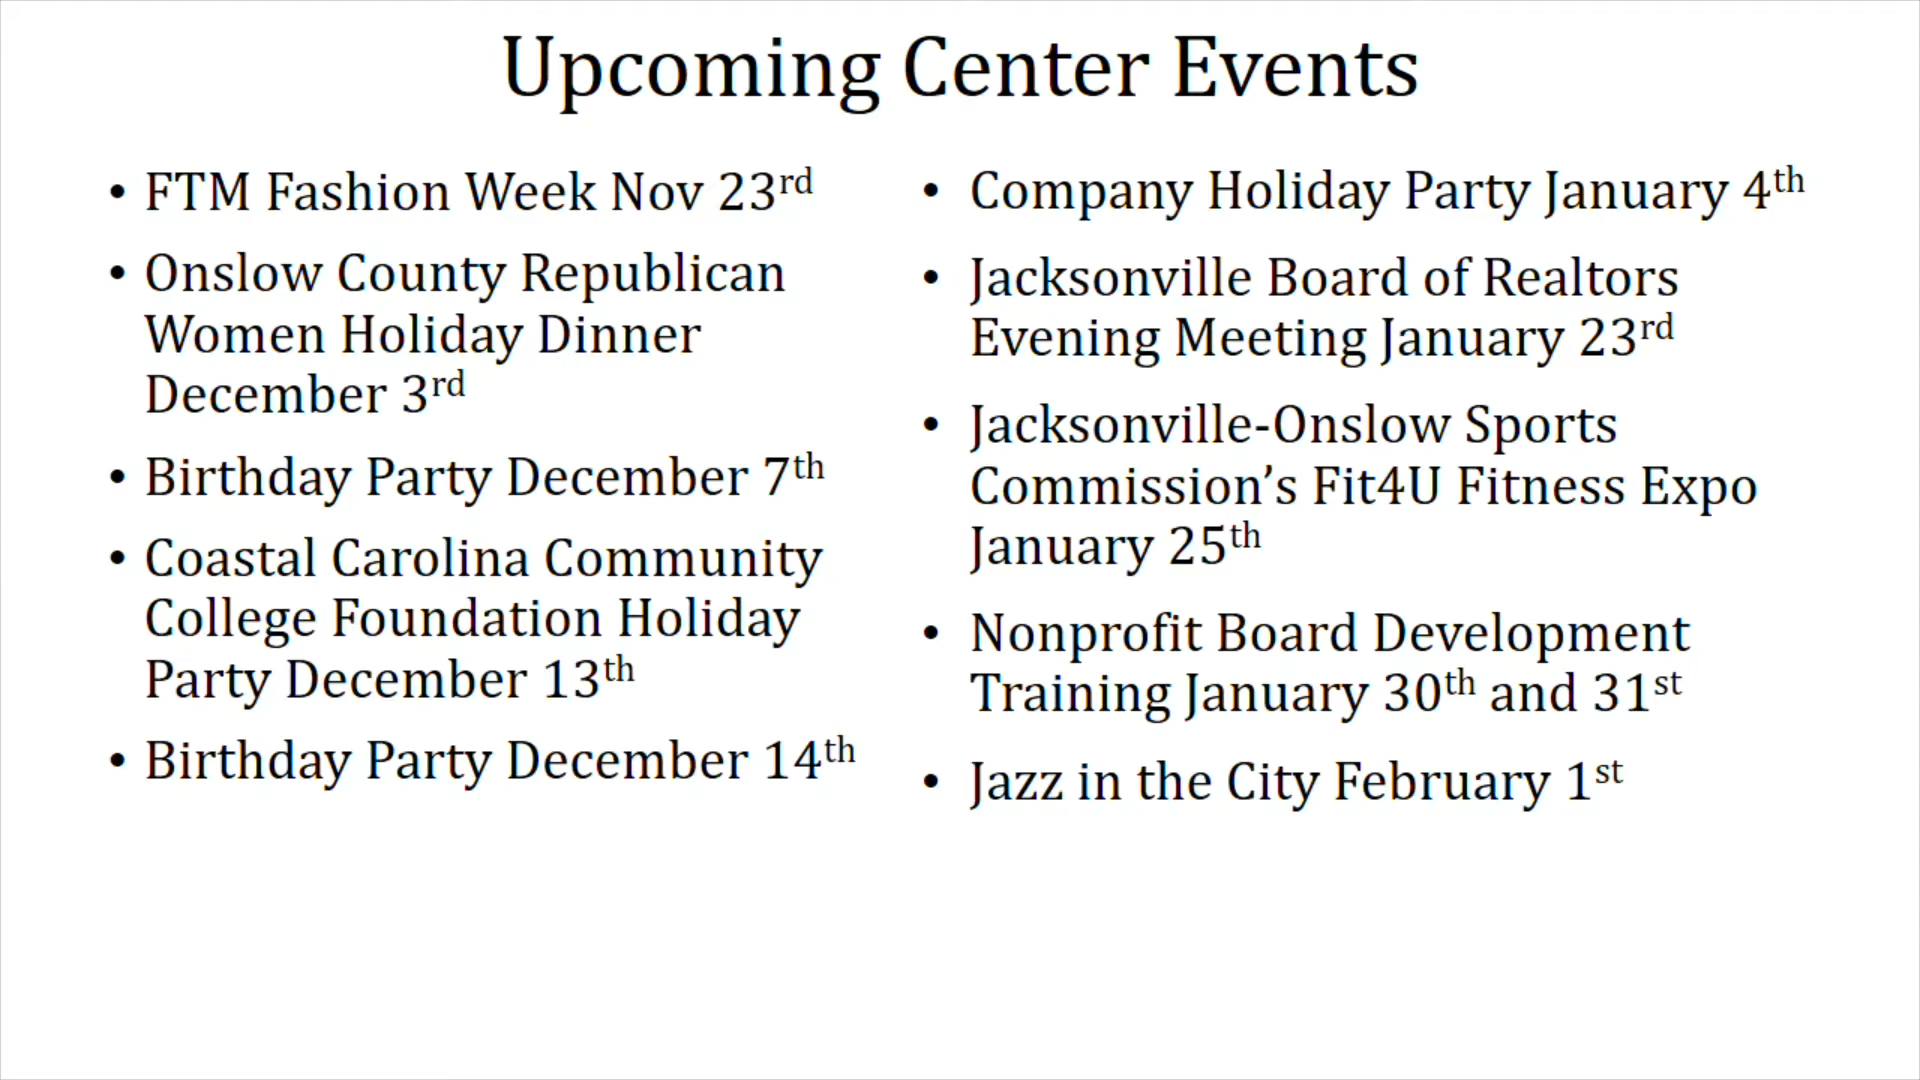 Upcoming Center Events
• FTM Fashion Week Nov 23rd
• Onslow County Republican
Women Holiday Dinner
December 3rd
• Birthday Party December 7th
• Coastal Carolina Community
College Foundation Holiday
Party December 13th
• Birthday Party December 14th
• Company Holiday Party January 4th
• Jacksonville Board of Realtors
Evening Meeting January 23rd
• Jacksonville-Onslow Sports
Commission’s Fit4U Fitness Expo
January 25th
• Nonprofit Board Development
Training January 30th and 31st
• Jazz in the City February 1st